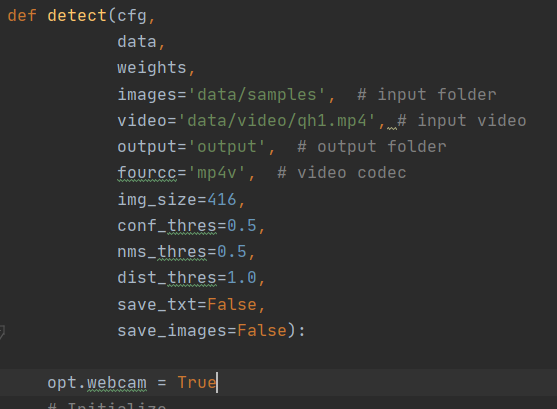 def detect(cfg,
           data,
           weights,
           images='data/samples',  # input folder
           video='data/video/qh1.mp4', # input video
           output='output',  # output folder
           fourcc='mp4v',  # video codec
           img_size=416,
           conf_thres=0.5,
           nms_thres=0.5,
           dist_thres=1.0,
           save_txt=False,
           save_images=False):
    opt.webcam = True
    # Initialize